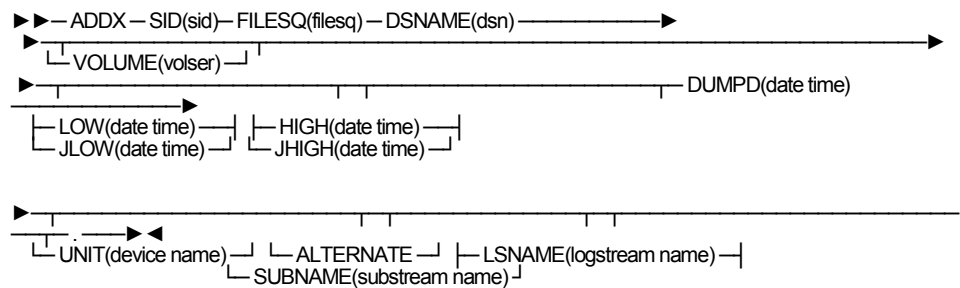 ADDX SID(sid) FILESQ(filesq) DSNAME(dsn)
VOLUME(volser)
DUMPD(date time)
LOW(date time) HIGH(date time)
JLOW(date time) JHIGH(date time)
.
UNIT(device name) ALTERNATE LSNAME(logstream name)
SUBNAME(substream name)